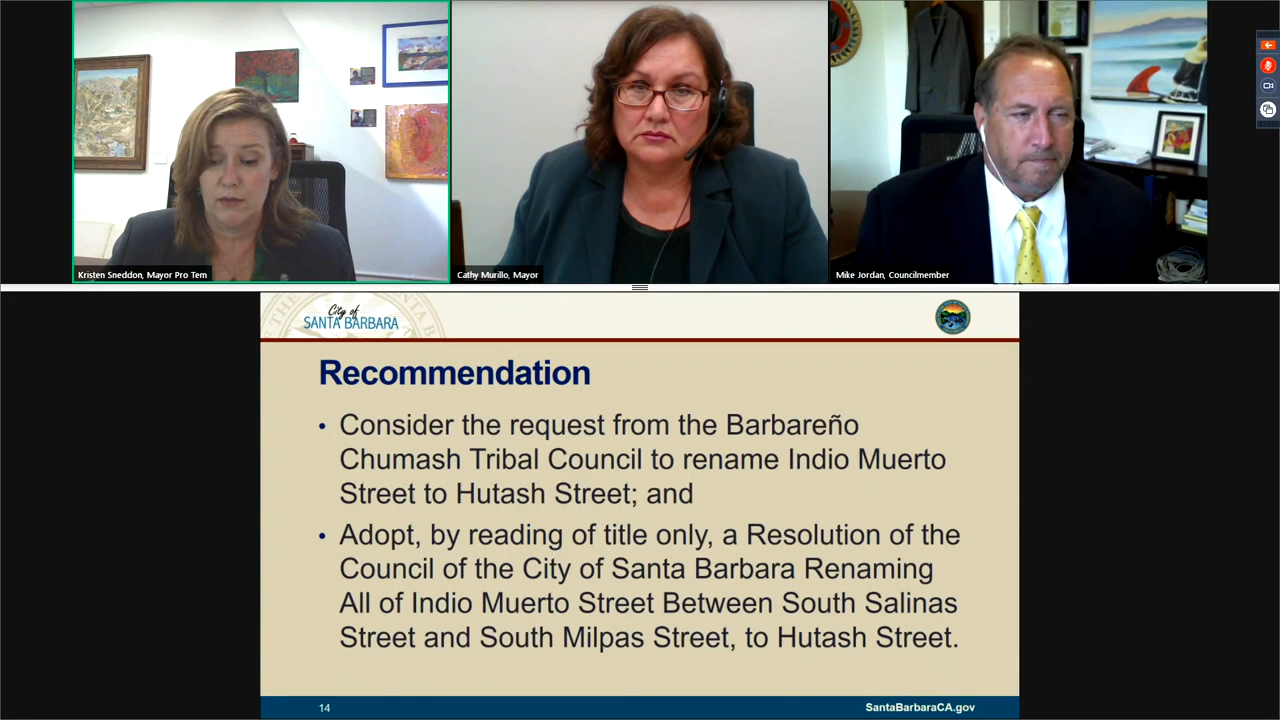 Kristen Sneddon, Mayor Pro Tem
Cathy Murillo, Mayor
Mike Jordan, Councilmember
City of
SANTA BARBARA
Recommendation
• Consider the request from the Barbareño
Chumash Tribal Council to rename Indio Muerto
Street to Hutash Street; and
• Adopt, by reading of title only, a Resolution of the
Council of the City of Santa Barbara Renaming
All of Indio Muerto Street Between South Salinas
Street and South Milpas Street, to Hutash Street.
14
SantaBarbaraCA.gov